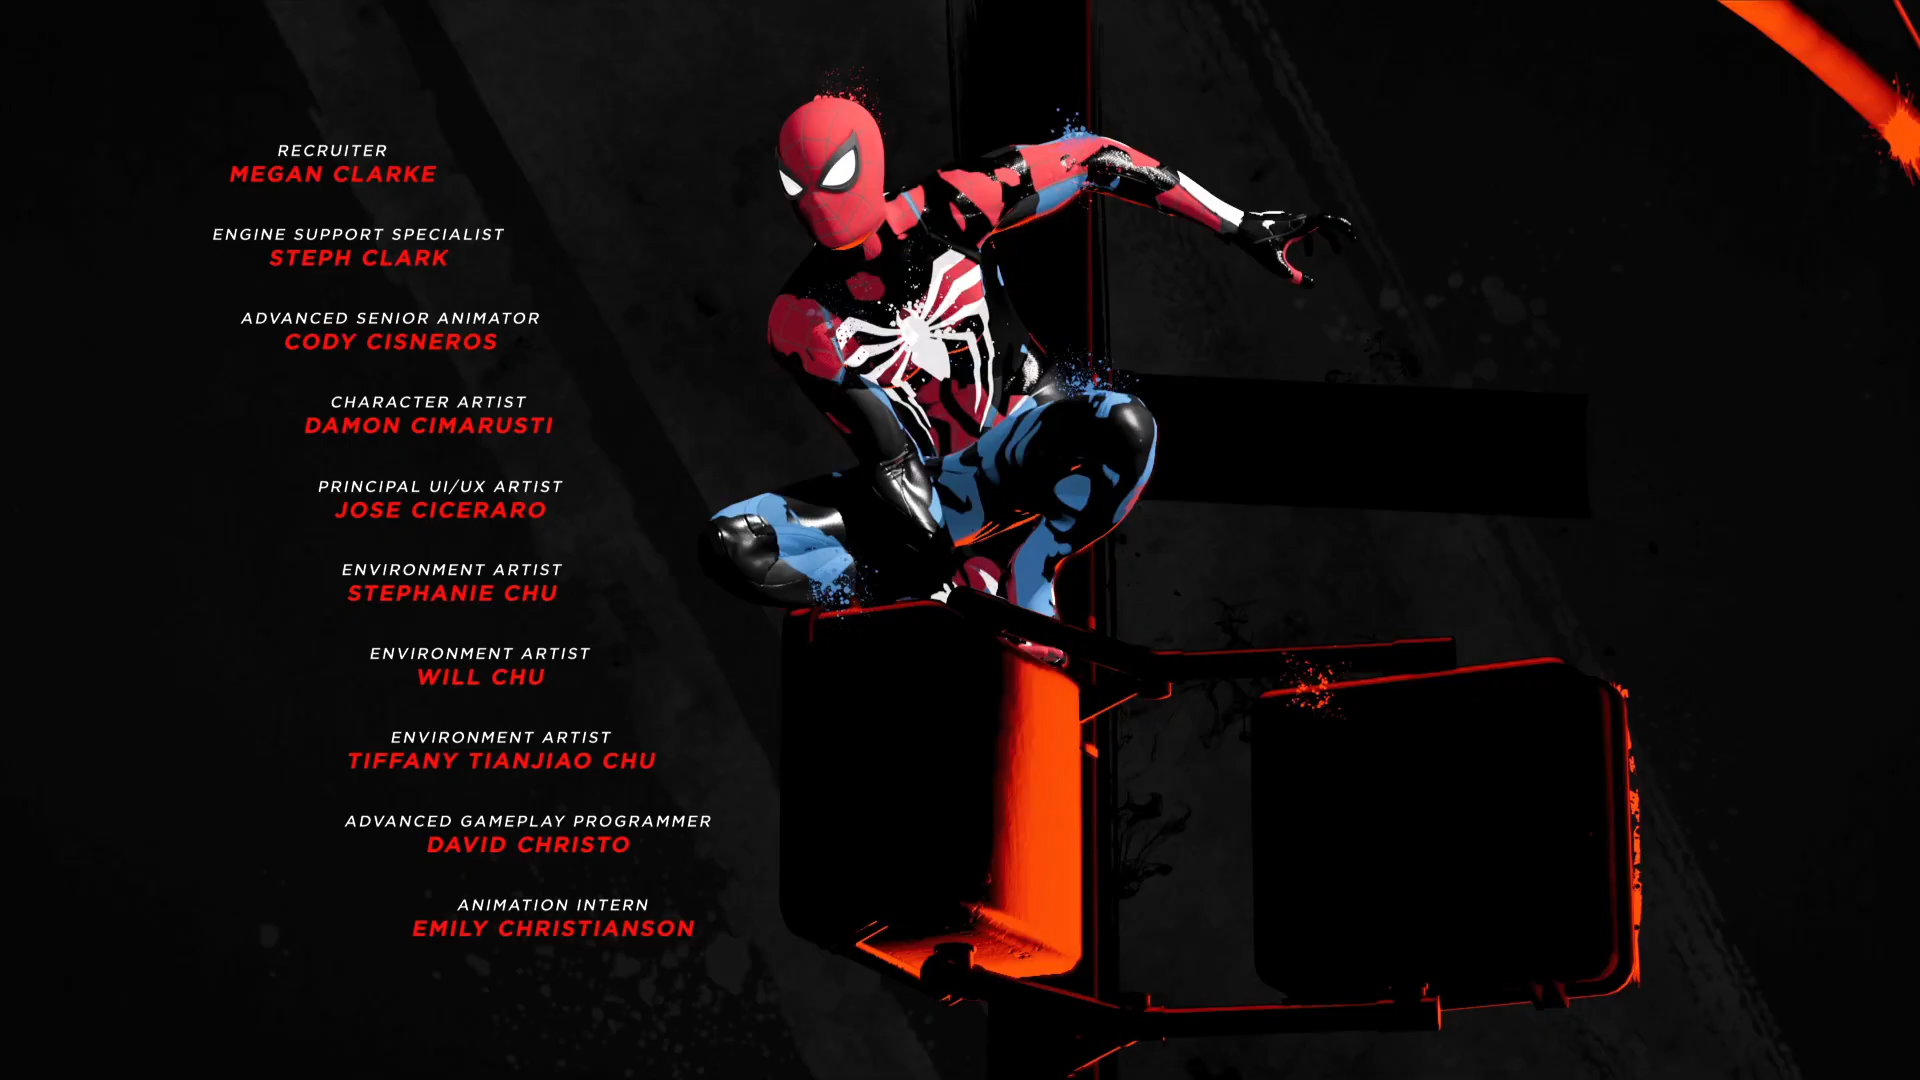 RECRUITER
MEGAN CLARKE
ENGINE SUPPORT SPECIALIST
STEPH CLARK
ADVANCED SENIOR ANIMATOR
CODY CISNEROS
CHARACTER ARTIST
DAMON CIMARUSTI
PRINCIPAL UI/UX ARTIST
JOSE CICERARO
ENVIRONMENT ARTIST
STEPHANIE CHU
ENVIRONMENT ARTIST
WILL CHU
ENVIRONMENT ARTIST
TIFFANY TIANJIAO CHU
ADVANCED GAMEPLAY PROGRAMMER
DAVID CHRISTO
ANIMATION INTERN
EMILY CHRISTIANSON